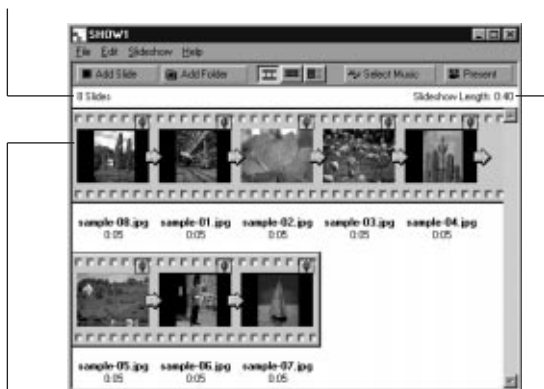 SHOW1
File Edit Slideshow Help
Add Slide Add Folder Select Music Present
8 Slides Slideshow Length: 0:40
sample-08.jpg sample-01.jpg sample-02.jpg sample-03.jpg sample-04.jpg
0:05 0:05 0:05 0:05 0:05
sample-05.jpg sample-06.jpg sample-07.jpg
0:05 0:05 0:05